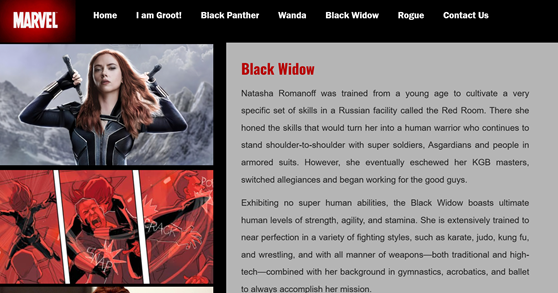 MARVEL
Home I am Groot! Black Panther Wanda Black Widow Rogue Contact Us
Black Widow
Natasha Romanoff was trained from a young age to cultivate a very
specific set of skills in a Russian facility called the Red Room. There she
honed the skills that would turn her into a human warrior who continues to
stand shoulder-to-shoulder with super soldiers, Asgardians and people in
armored suits. However, she eventually eschewed her KGB masters,
switched allegiances and began working for the good guys.
Exhibiting no super human abilities, the Black Widow boasts ultimate
human levels of strength, agility, and stamina. She is extensively trained to
near perfection in a variety of fighting styles, such as karate, judo, kung fu,
and wrestling, and with all manner of weapons—both traditional and high-
tech—combined with her background in gymnastics, acrobatics, and ballet
to always accomplish her mission.